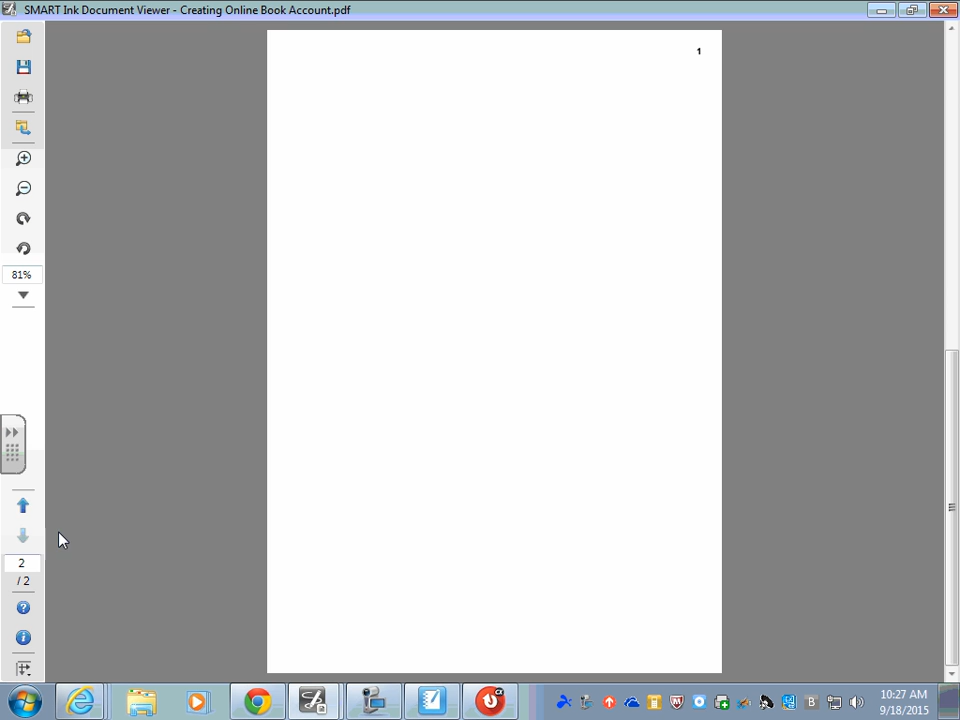 SMART Ink Document Viewer - Creating Online Book Account.pdf
1
81%
2
/ 2
10:27 AM
9/18/2015